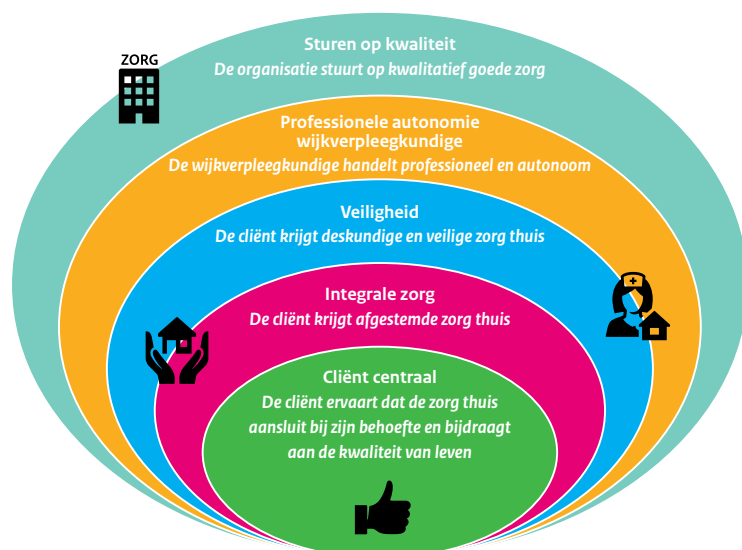 Sturen op kwaliteit
ZORG
De organisatie stuurt op kwalitatief goede zorg
Professionele autonomie
wijkverpleegkundige
De wijkverpleegkundige handelt professioneel en autonoom
Veiligheid
De cliënt krijgt deskundige en veilige zorg thuis
Integrale zorg
De cliënt krijgt afgestemde zorg thuis
Cliënt centraal
De cliënt ervaart dat de zorg thuis
aansluit bij zijn behoefte en bijdraagt
aan de kwaliteit van leven